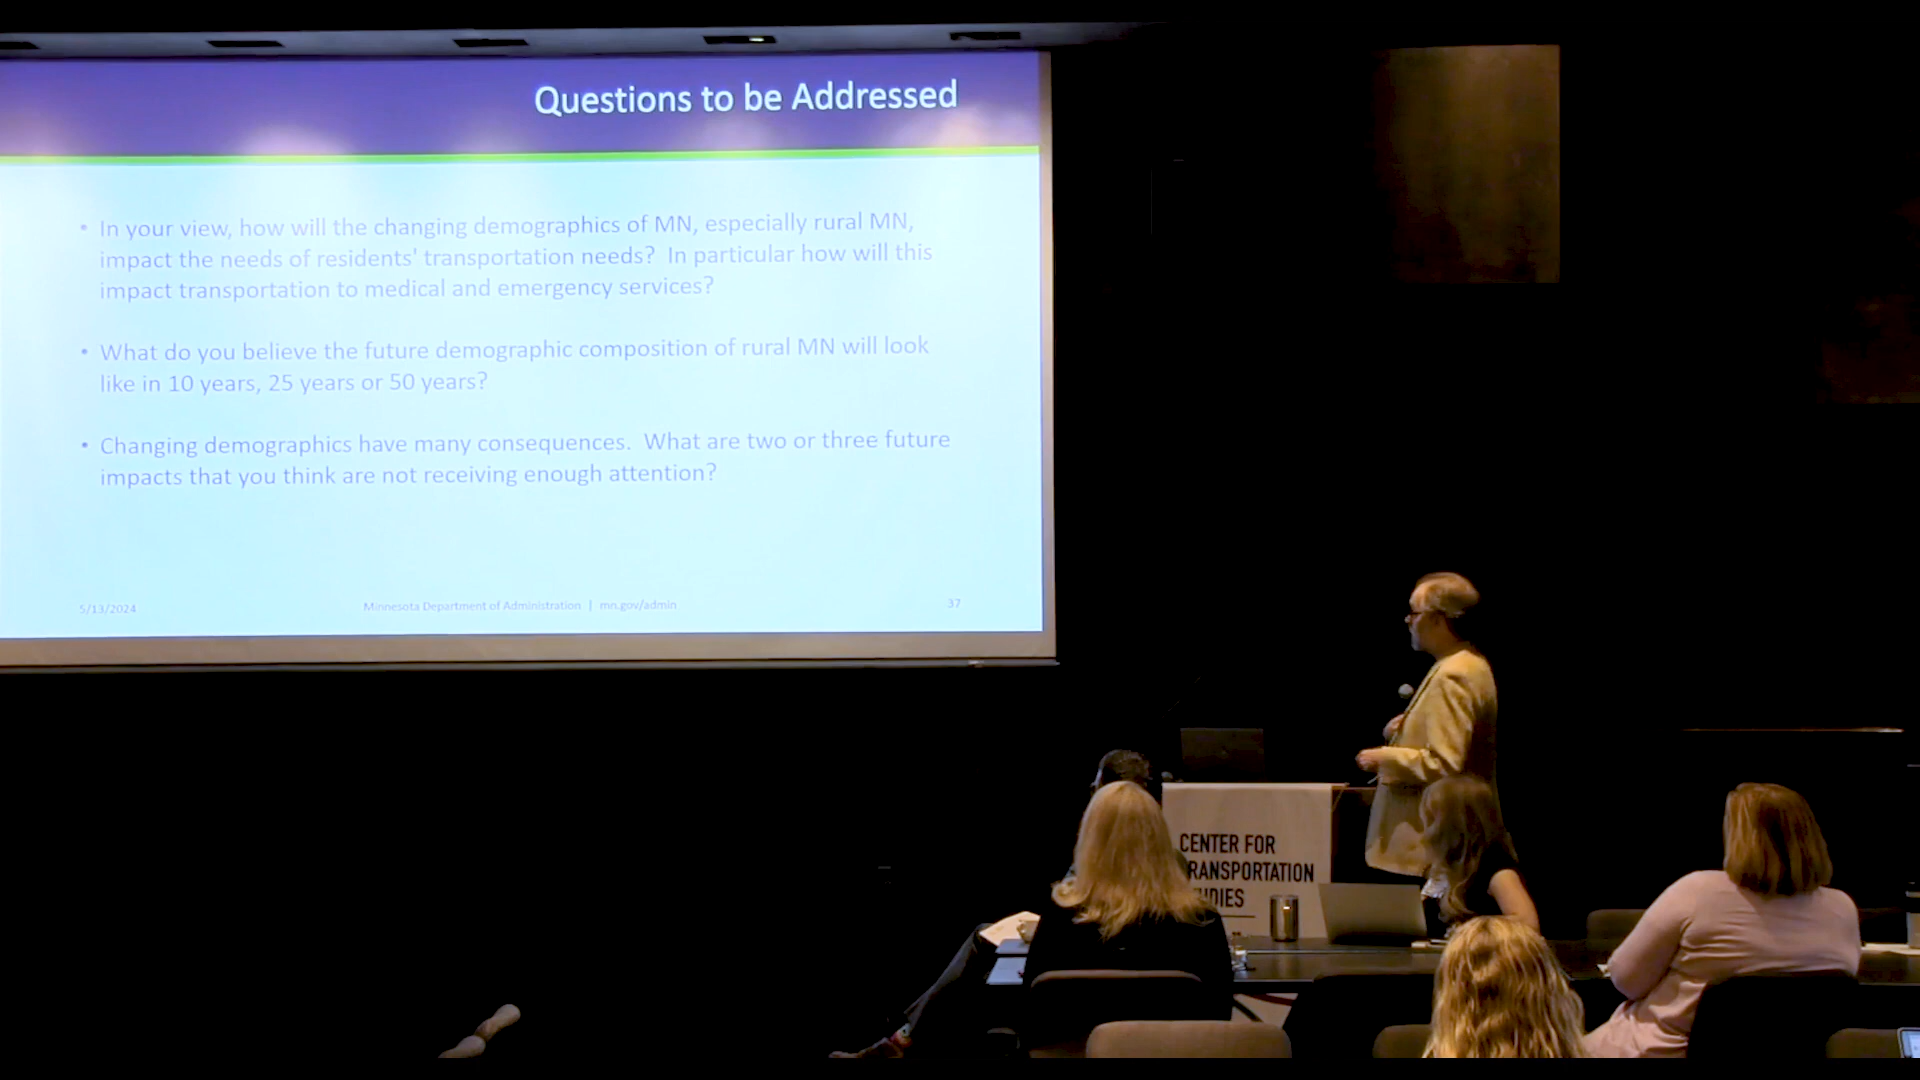 Questions to be Addressed
• In your view, how will the changing demographics of MN, especially rural MN,
impact the needs of residents' transportation needs?  In particular how will this
impact transportation to medical and emergency services?
• What do you believe the future demographic composition of rural MN will look
like in 10 years, 25 years or 50 years?
• Changing demographics have many consequences.  What are two or three future
impacts that you think are not receiving enough attention?
5/13/2024
Minnesota Department of Administration | mn.gov/admin
37
CENTER FOR
RANSPORTATION
UDIES